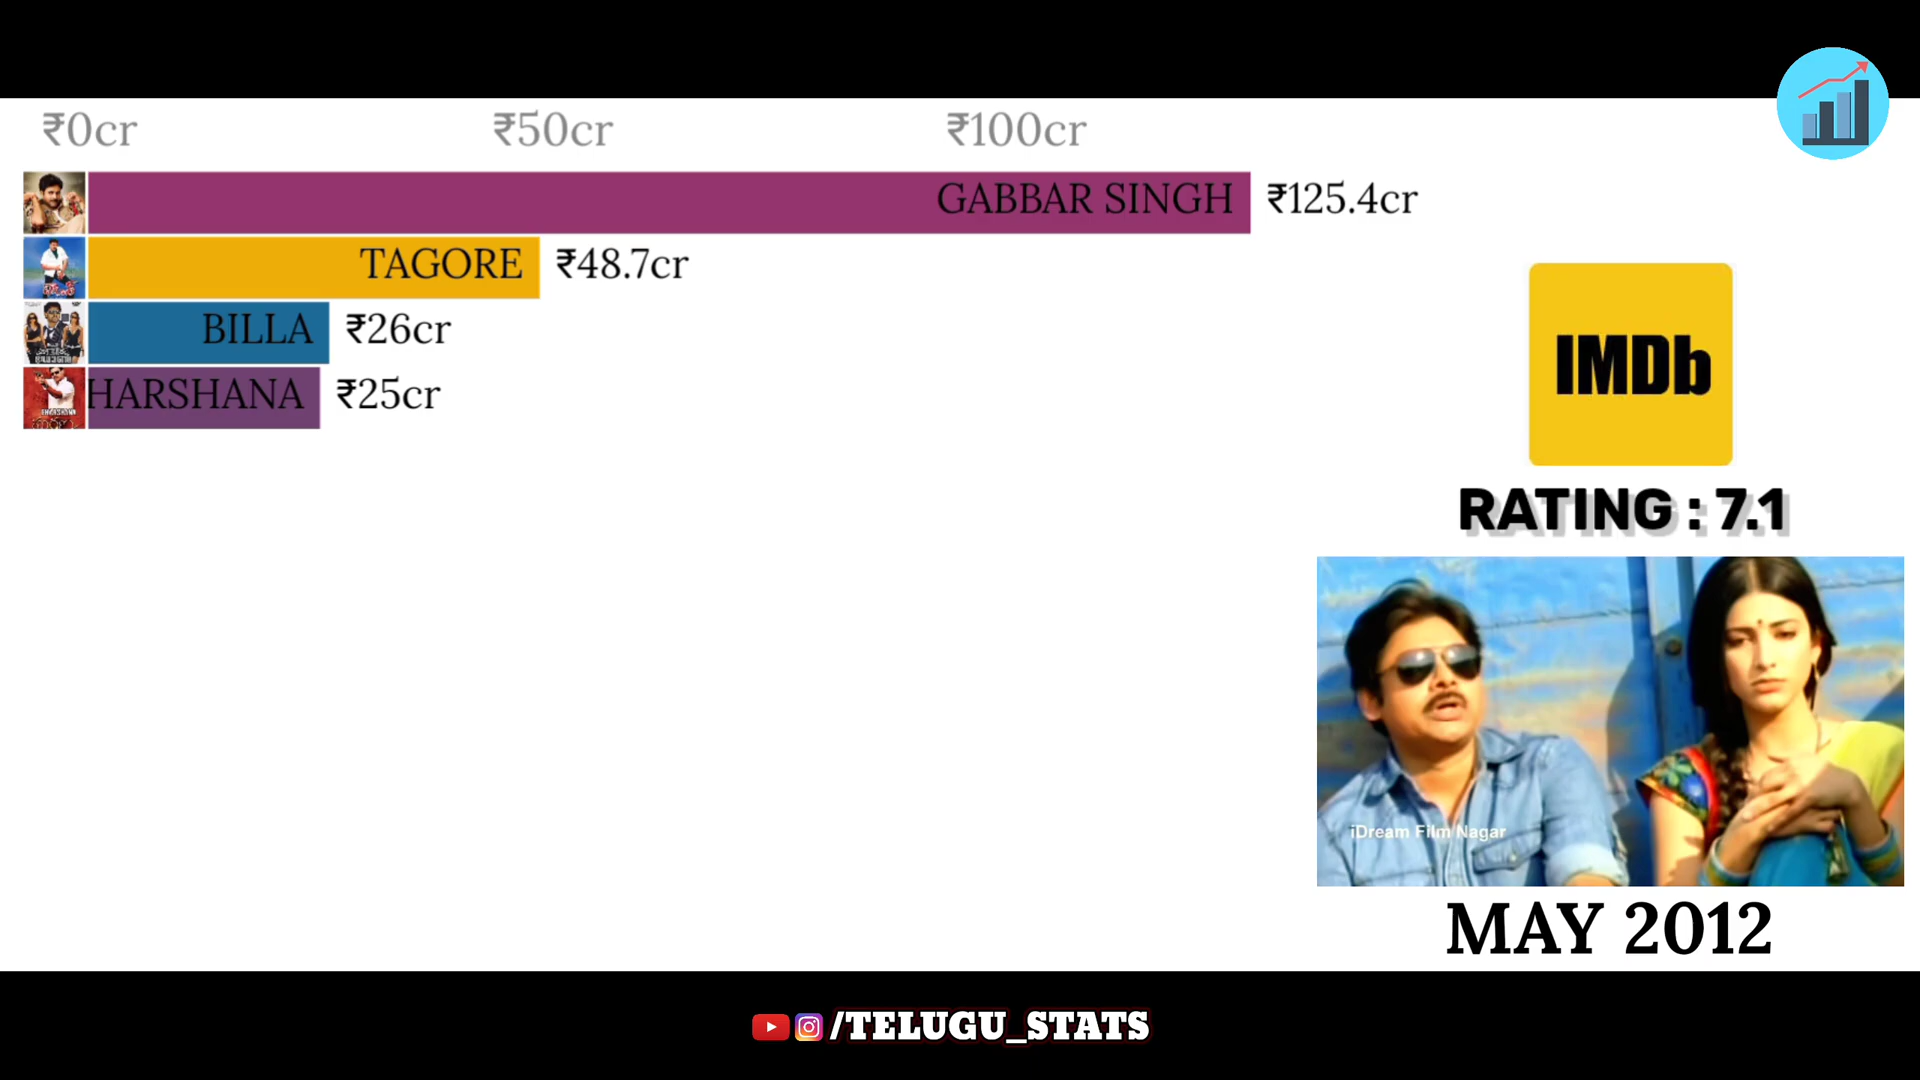 ₹0cr ₹50cr ₹100cr
GABBAR SINGH ₹125.4cr
TAGORE ₹48.7cr
BILLA ₹26cr
HARSHANA ₹25cr
IMDb
RATING : 7.1
iDream Film Nagar
MAY 2012
/TELUGU_STATS